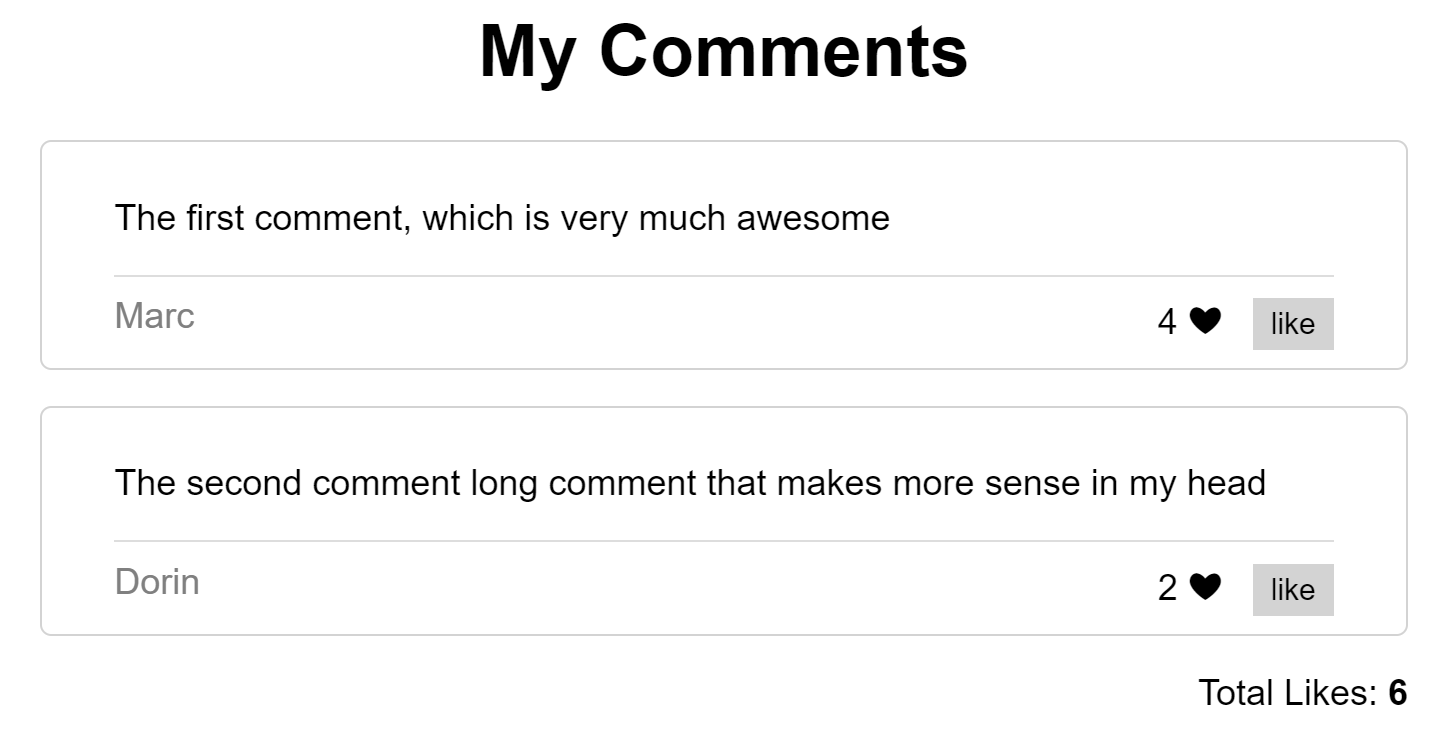 My Comments
The first comment, which is very much awesome
Marc
4 like
The second comment long comment that makes more sense in my head
Dorin
2 like
Total Likes: 6